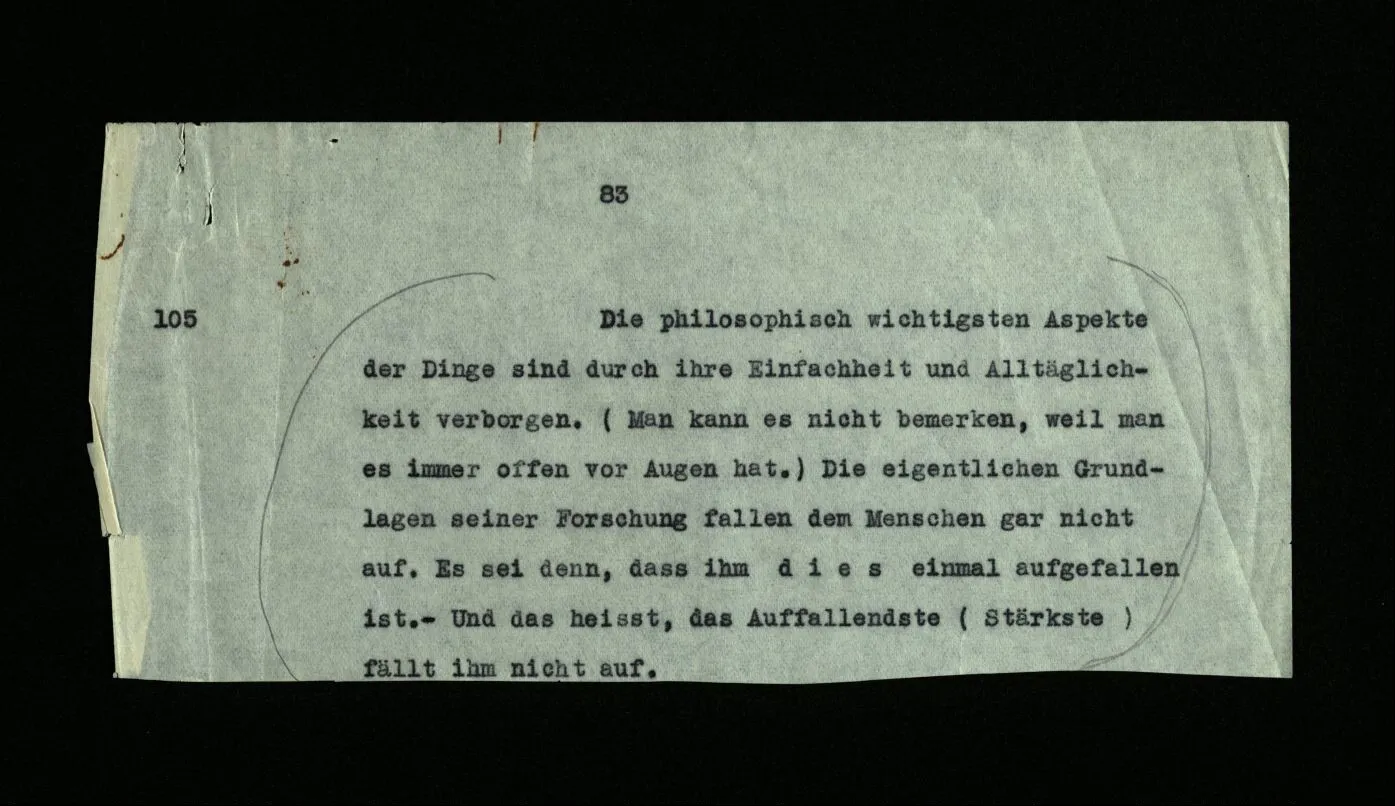 83
105 Die philosophisch wichtigsten Aspekte
der Dinge sind durch ihre Einfachheit und Alltäglich-
keit verborgen. ( Man kann es nicht bemerken, weil man
es immer offen vor Augen hat.) Die eigentlichen Grund-
lagen seiner Forschung fallen dem Menschen gar nicht
auf. Es sei denn, dass ihm d i e s einmal aufgefallen
ist.- Und das heisst, das Auffallendste ( Stärkste )
fällt ihm nicht auf.